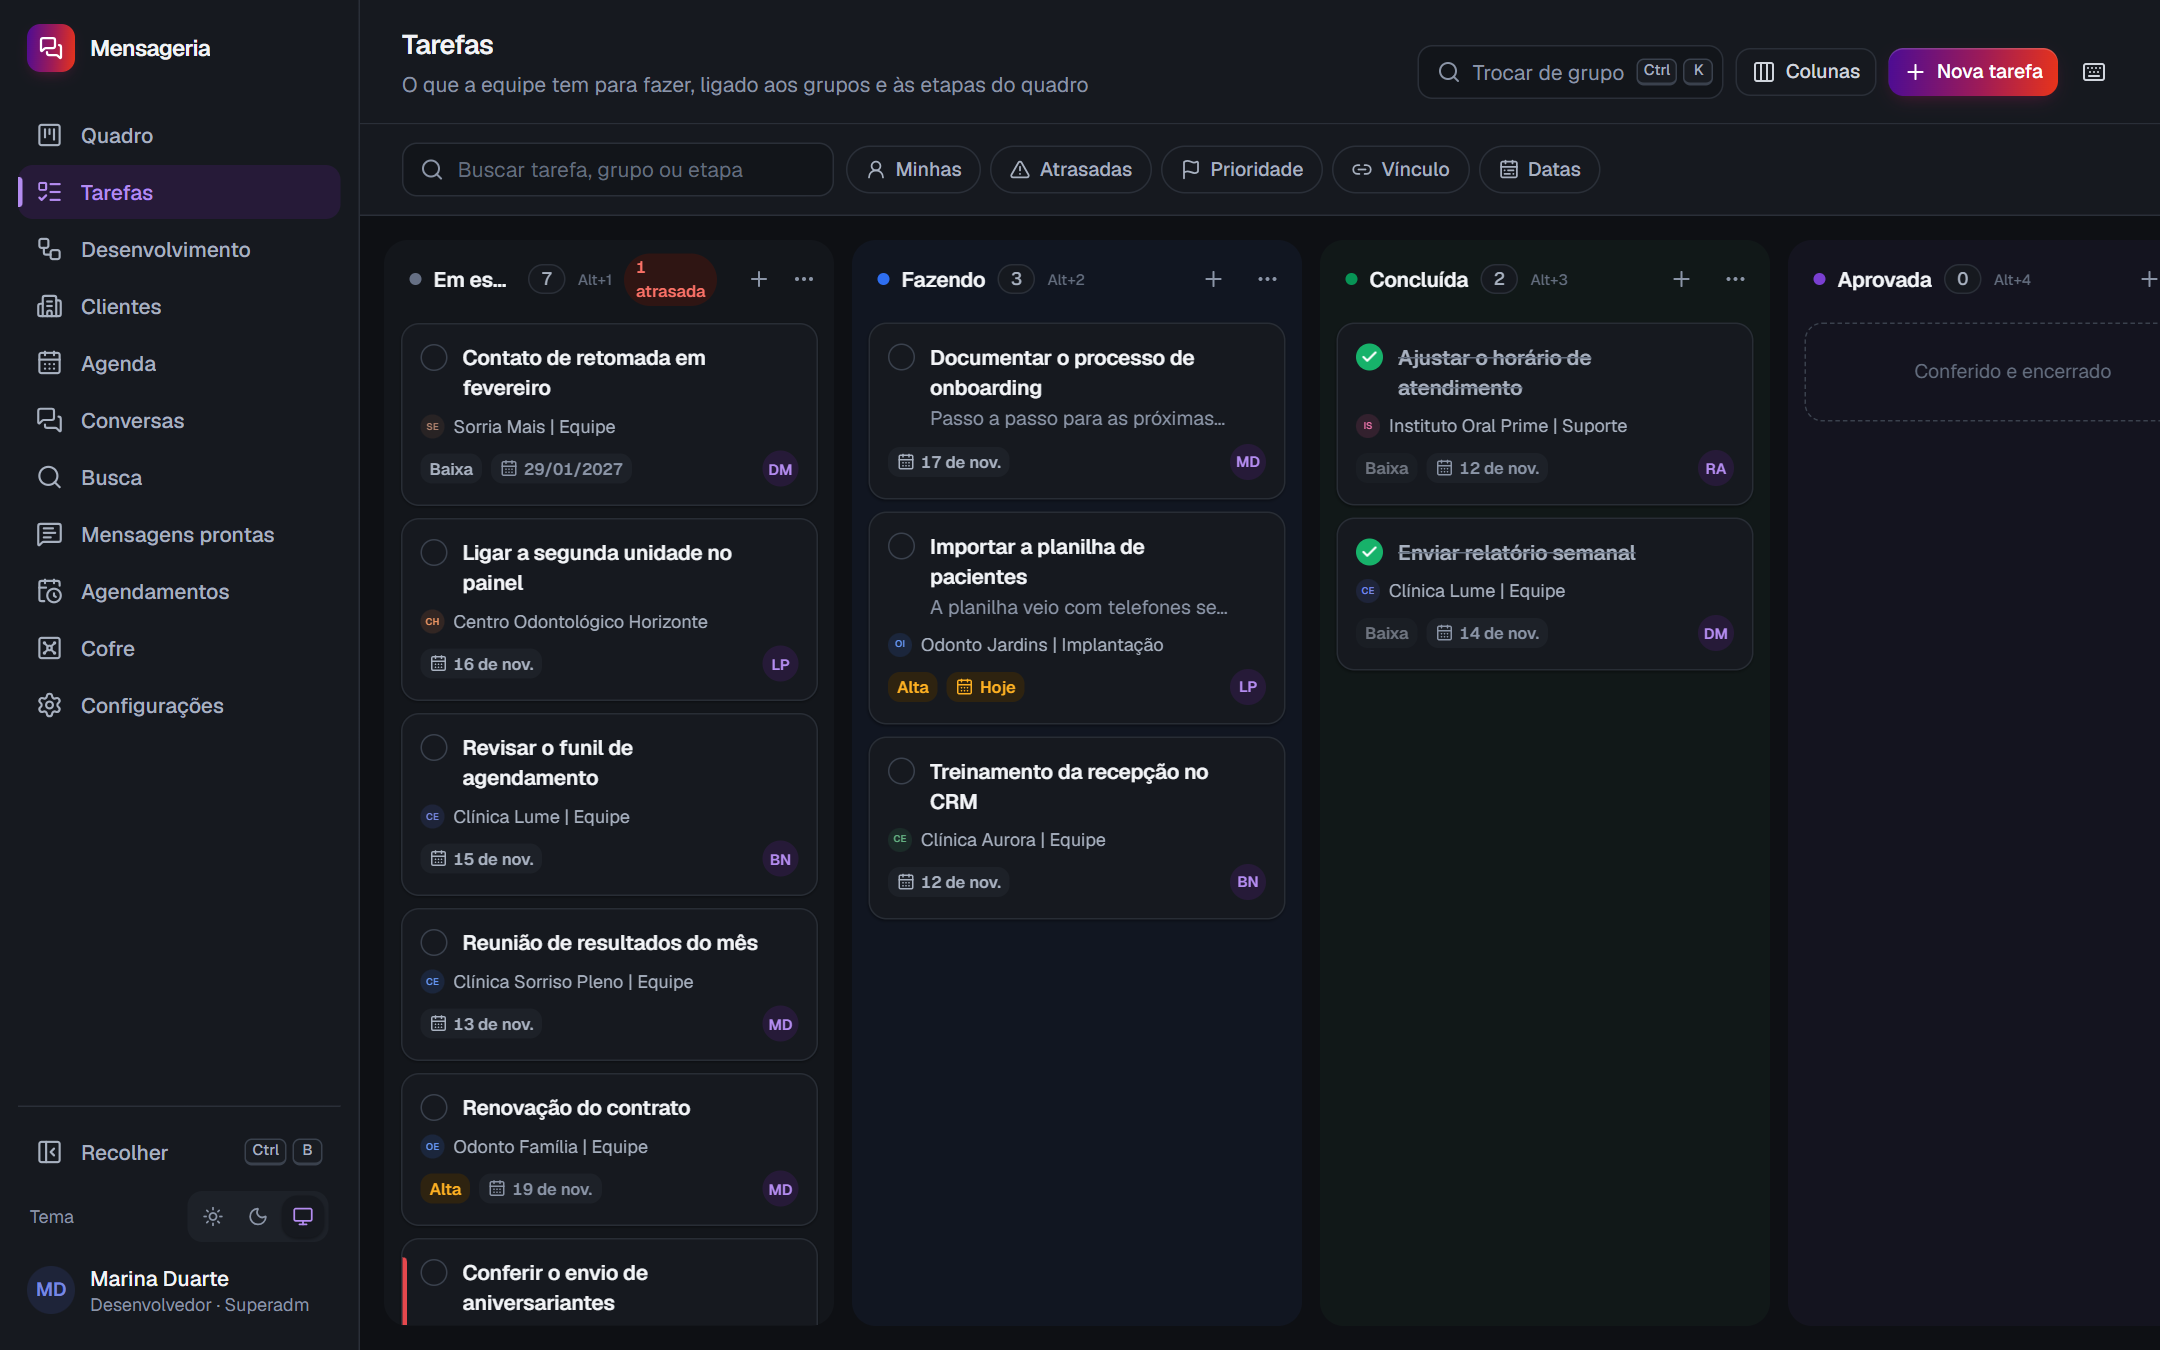 Mensageria
Quadro
Tarefas
Desenvolvimento
Clientes
Agenda
Conversas
Busca
Mensagens prontas
Agendamentos
Cofre
Configurações
Recolher Ctrl B
Tema
MD Marina Duarte
Desenvolvedor · Superadm
Tarefas
O que a equipe tem para fazer, ligado aos grupos e às etapas do quadro
Trocar de grupo Ctrl K
Colunas
Nova tarefa
Buscar tarefa, grupo ou etapa
Minhas
Atrasadas
Prioridade
Vínculo
Datas
Em es... 7 Alt+1
1
atrasada
Contato de retomada em
fevereiro
SE Sorria Mais | Equipe
Baixa 29/01/2027 DM
Ligar a segunda unidade no
painel
CH Centro Odontológico Horizonte
16 de nov. LP
Revisar o funil de
agendamento
CE Clínica Lume | Equipe
15 de nov. BN
Reunião de resultados do mês
CE Clínica Sorriso Pleno | Equipe
13 de nov. MD
Renovação do contrato
OE Odonto Família | Equipe
Alta 19 de nov. MD
Conferir o envio de
aniversariantes
Fazendo 3 Alt+2
Documentar o processo de
onboarding
Passo a passo para as próximas...
17 de nov. MD
Importar a planilha de
pacientes
A planilha veio com telefones se...
OI Odonto Jardins | Implantação
Alta Hoje LP
Treinamento da recepção no
CRM
CE Clínica Aurora | Equipe
12 de nov. BN
Concluída 2 Alt+3
Ajustar o horário de
atendimento
IS Instituto Oral Prime | Suporte
Baixa 12 de nov. RA
Enviar relatório semanal
CE Clínica Lume | Equipe
Baixa 14 de nov. DM
Aprovada 0 Alt+4
Conferido e encerrado